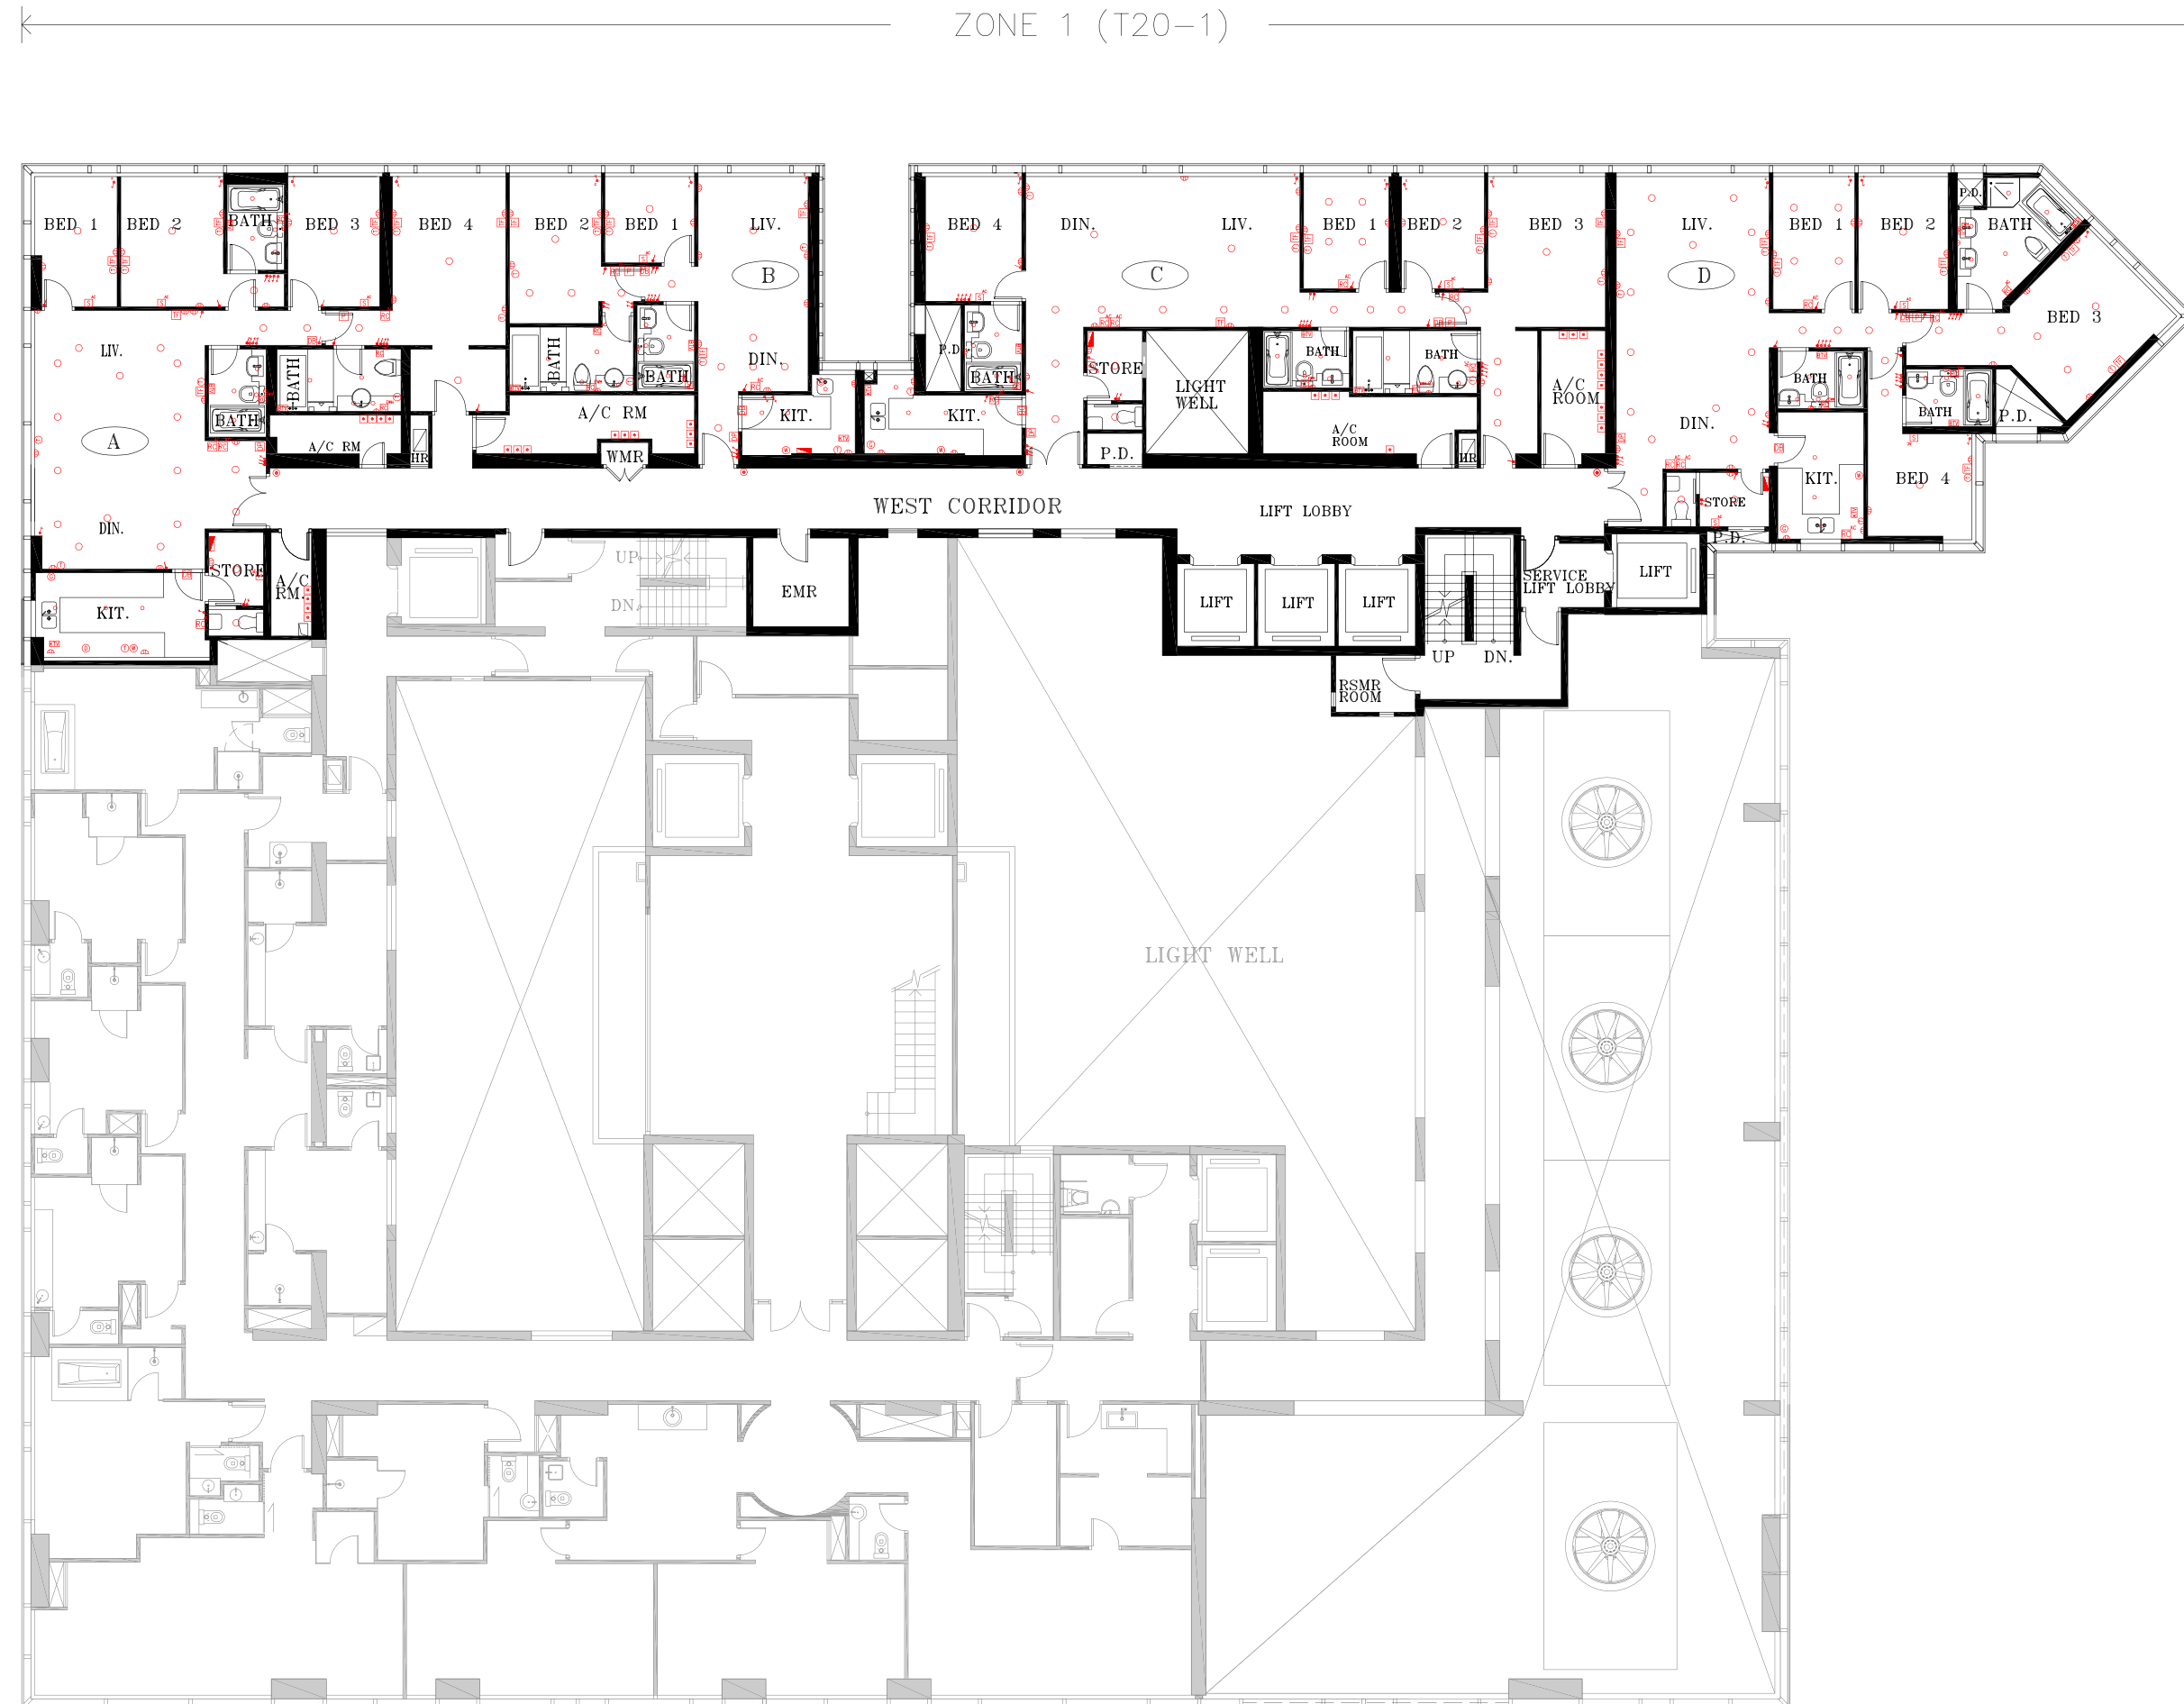 ZONE 1 (T20-1)
BED 1
BED 2
BATH
BED 3
BED 4
BED 2
BED 1
LIV.
B
BED 4
DIN.
LIV.
C
BED 1
BED 2
BED 3
LIV.
D
BED 1
BED 2
P.D.
BATH
BED 3
LIV.
BATH
BATH
A/C RM
HR
A
DIN.
BATH
BATH
A/C RM
WMR
DIN.
KIT.
KIT.
P.D.
BATH
STORE
P.D.
LIGHT
WELL
BATH
BATH
A/C
ROOM
HR
A/C
ROOM
DIN.
BATH
BATH
P.D.
KIT.
BED 4
STORE
P.D.
WEST CORRIDOR
LIFT LOBBY
STORE
A/C
RM.
KIT.
UP
DN.
EMR
LIFT
LIFT
LIFT
SERVICE
LIFT LOBBY
LIFT
UP
DN.
RSMR
ROOM
LIGHT WELL